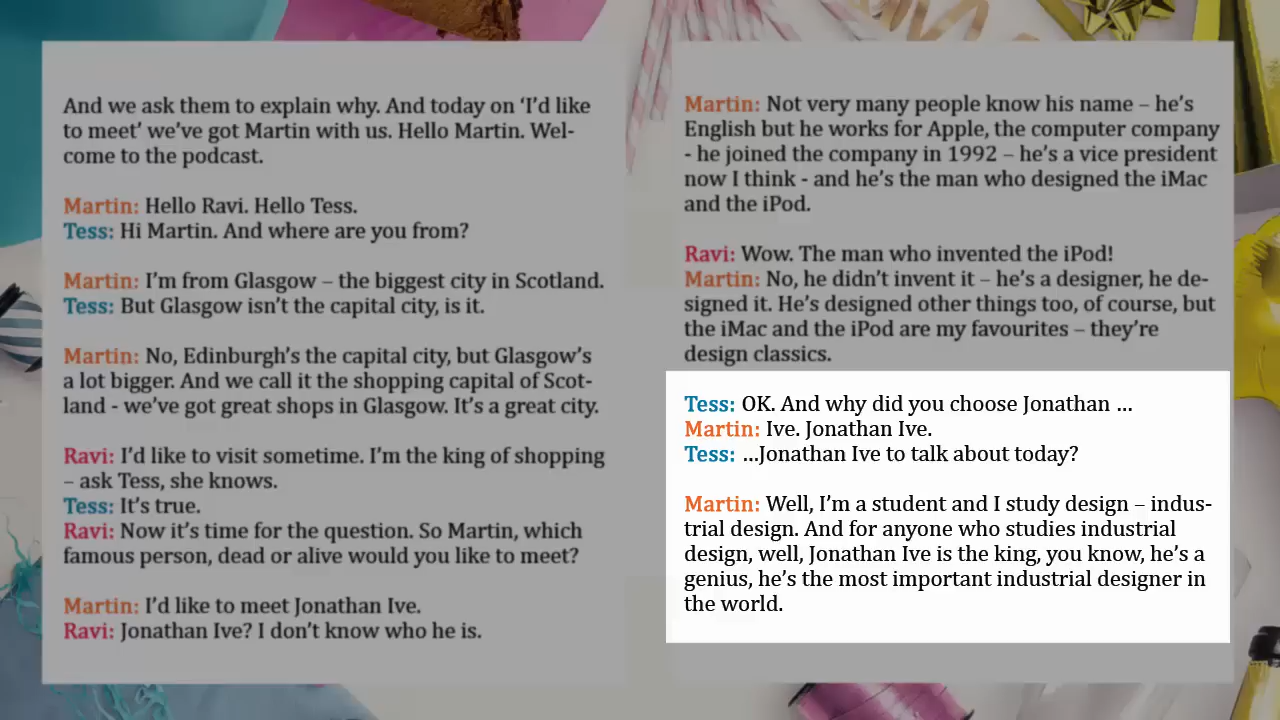 And we ask them to explain why. And today on ‘I’d like
to meet’ we’ve got Martin with us. Hello Martin. Wel-
come to the podcast.
Martin: Hello Ravi. Hello Tess.
Tess: Hi Martin. And where are you from?
Martin: I’m from Glasgow – the biggest city in Scotland.
Tess: But Glasgow isn’t the capital city, is it.
Martin: No, Edinburgh’s the capital city, but Glasgow’s
a lot bigger. And we call it the shopping capital of Scot-
land - we’ve got great shops in Glasgow. It’s a great city.
Ravi: I’d like to visit sometime. I’m the king of shopping
– ask Tess, she knows.
Tess: It’s true.
Ravi: Now it’s time for the question. So Martin, which
famous person, dead or alive would you like to meet?
Martin: I’d like to meet Jonathan Ive.
Ravi: Jonathan Ive? I don’t know who he is.
Martin: Not very many people know his name – he’s
English but he works for Apple, the computer company
- he joined the company in 1992 – he’s a vice president
now I think - and he’s the man who designed the iMac
and the iPod.
Ravi: Wow. The man who invented the iPod!
Martin: No, he didn’t invent it – he’s a designer, he de-
signed it. He’s designed other things too, of course, but
the iMac and the iPod are my favourites – they’re
design classics.
Tess: OK. And why did you choose Jonathan ...
Martin: Ive. Jonathan Ive.
Tess: ...Jonathan Ive to talk about today?
Martin: Well, I’m a student and I study design – indus-
trial design. And for anyone who studies industrial
design, well, Jonathan Ive is the king, you know, he’s a
genius, he’s the most important industrial designer in
the world.